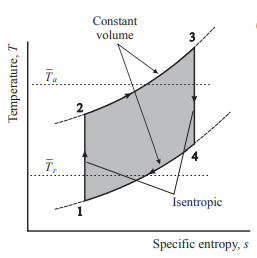 Constant
volume
3
Temperature, T
T̅a
2
T̅r
4
Isentropic
1
Specific entropy, s